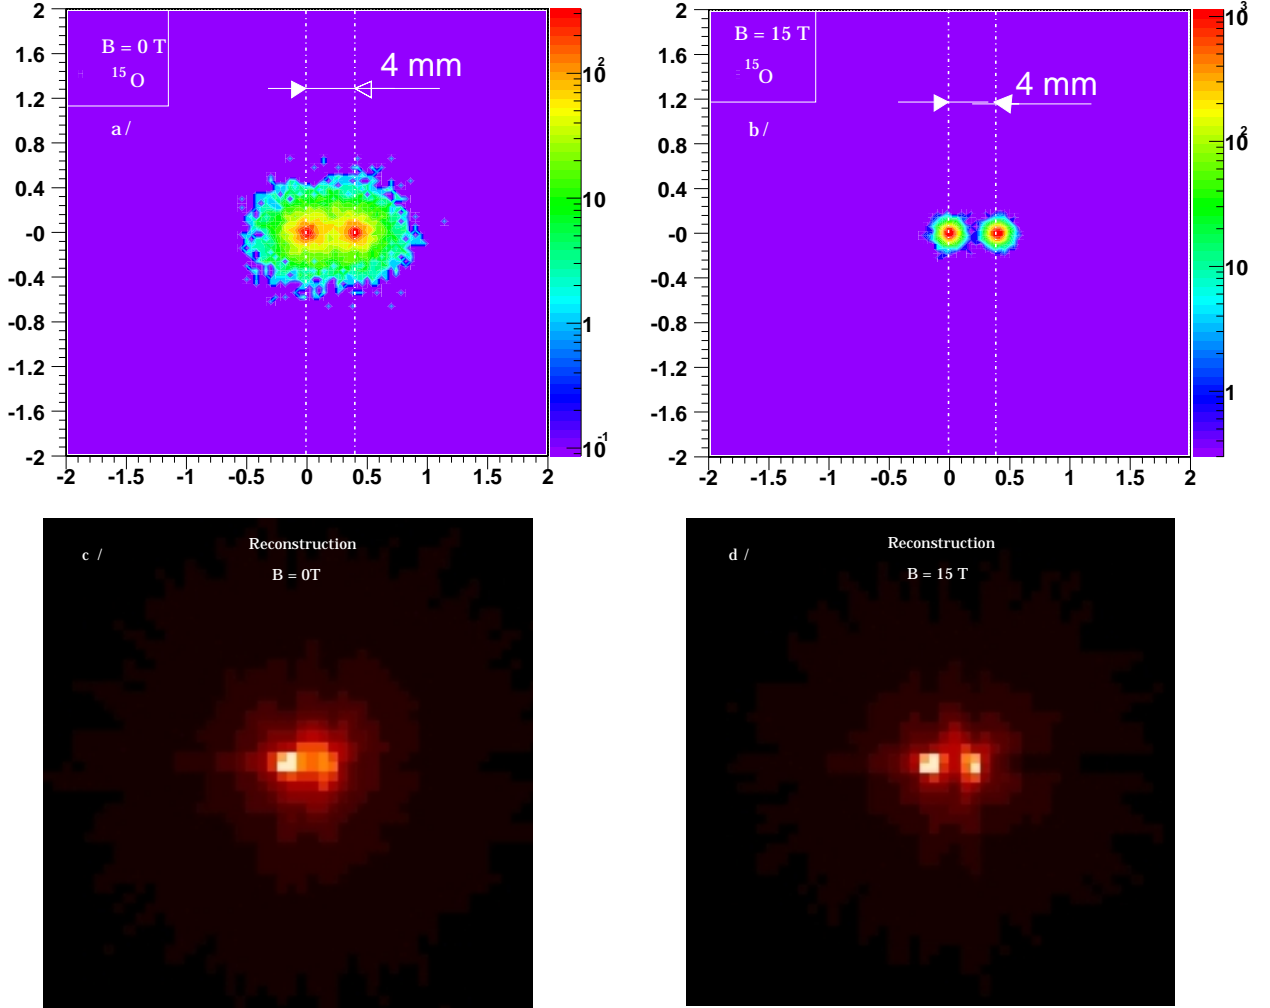 B = 0 T
15O
a /
4 mm
2
1.6
1.2
0.8
0.4
-0
-0.4
-0.8
-1.2
-1.6
-2
-2 -1.5 -1 -0.5 0 0.5 1 1.5 2
10²
10
1
10⁻¹
B = 15 T
15O
b /
4 mm
2
1.6
1.2
0.8
0.4
-0
-0.4
-0.8
-1.2
-1.6
-2
-2 -1.5 -1 -0.5 0 0.5 1 1.5 2
10³
10²
10
1
c /
Reconstruction
B = 0T
d /
Reconstruction
B = 15 T